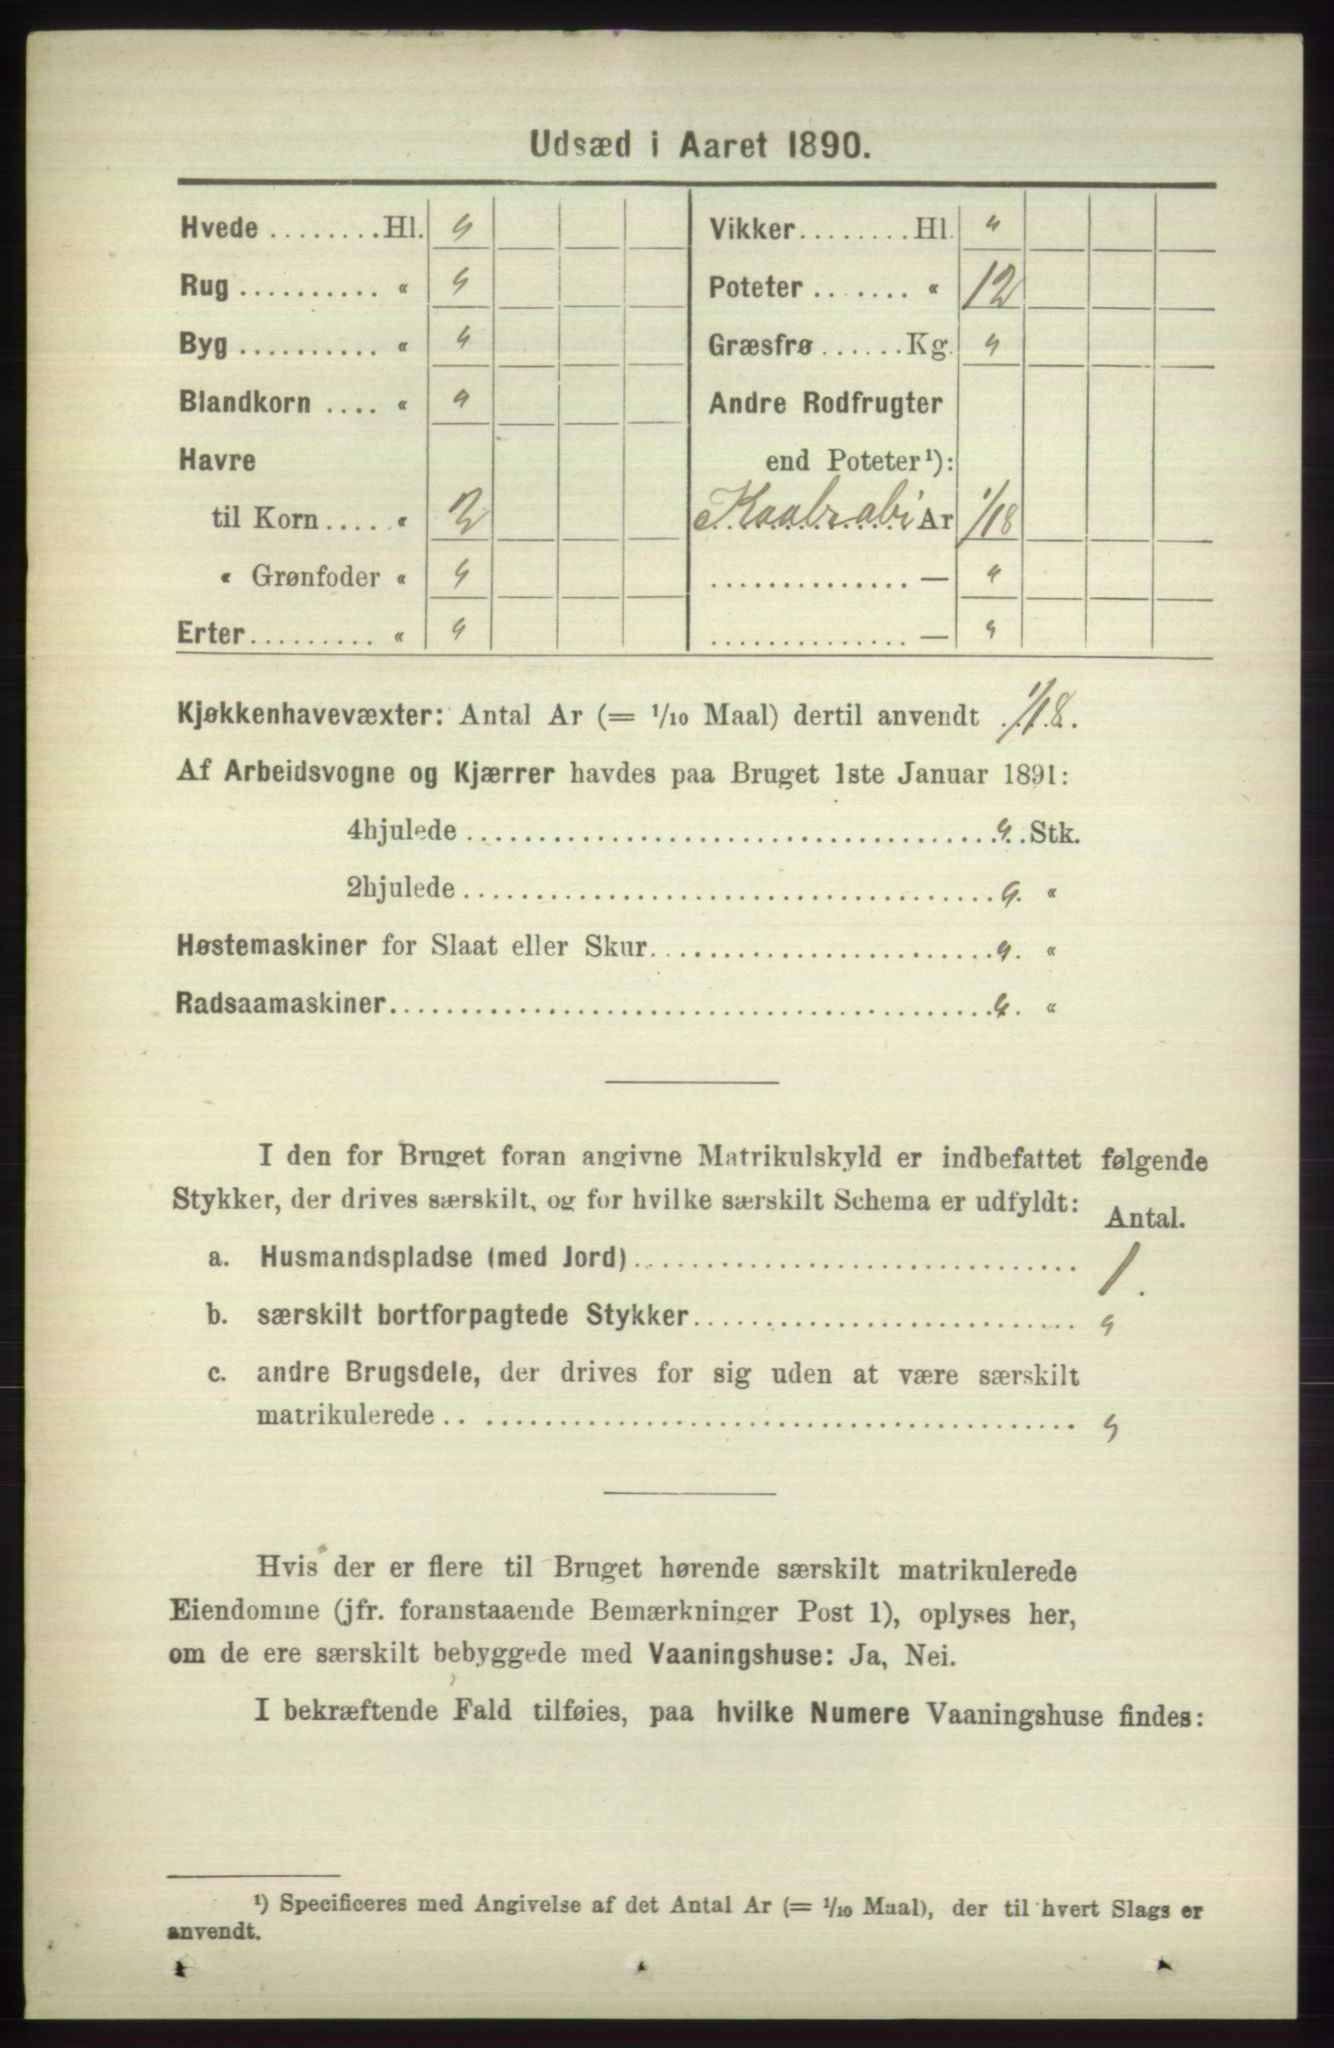 Udsæd i Aaret 1890.
Hvede ........ Hl. "
Rug .......... " "
Byg .......... " "
Blandkorn .... " "
Havre
til Korn ..... " 2
" Grønfoder " "
Erter ......... " "
Vikker ........ Hl. "
Poteter ....... " 12
Græsfrø ...... Kg. "
Andre Rodfrugter
end Poteter ¹):
Kaalrabi Ar 1/18
.............. — "
.............. — "
Kjøkkenhavevæxter: Antal Ar (= 1/10 Maal) dertil anvendt 1/18.
Af Arbeidsvogne og Kjærrer havdes paa Bruget 1ste Januar 1891:
4hjulede ........ " Stk.
2hjulede ........ " "
Høstemaskiner for Slaat eller Skur ........ " "
Radsaamaskiner ........ " "
I den for Bruget foran angivne Matrikulskyld er indbefattet følgende
Stykker, der drives særskilt, og for hvilke særskilt Schema er udfyldt: Antal.
a. Husmandspladse (med Jord) ........ 1.
b. særskilt bortforpagtede Stykker ........ "
c. andre Brugsdele, der drives for sig uden at være særskilt
matrikulerede ........ "
Hvis der er flere til Bruget hørende særskilt matrikulerede
Eiendomme (jfr. foranstaaende Bemærkninger Post 1), oplyses her,
om de ere særskilt bebyggede med Vaaningshuse: Ja, Nei.
I bekræftende Fald tilføies, paa hvilke Numere Vaaningshuse findes:
¹) Specificeres med Angivelse af det Antal Ar (= 1/10 Maal), der til hvert Slags er
anvendt.